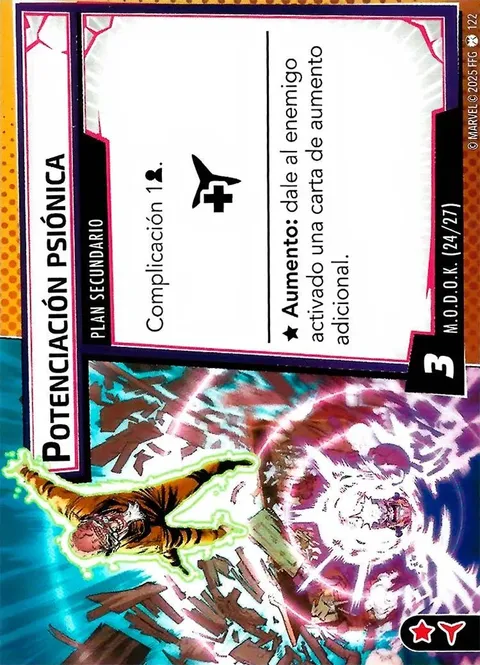 POTENCIACIÓN PSIÓNICA
PLAN SECUNDARIO
Complicación 1.
★ Aumento: dale al enemigo
activado una carta de aumento
adicional.
3
M.O.D.O.K. (24/27)
© MARVEL © 2025 FFG 122